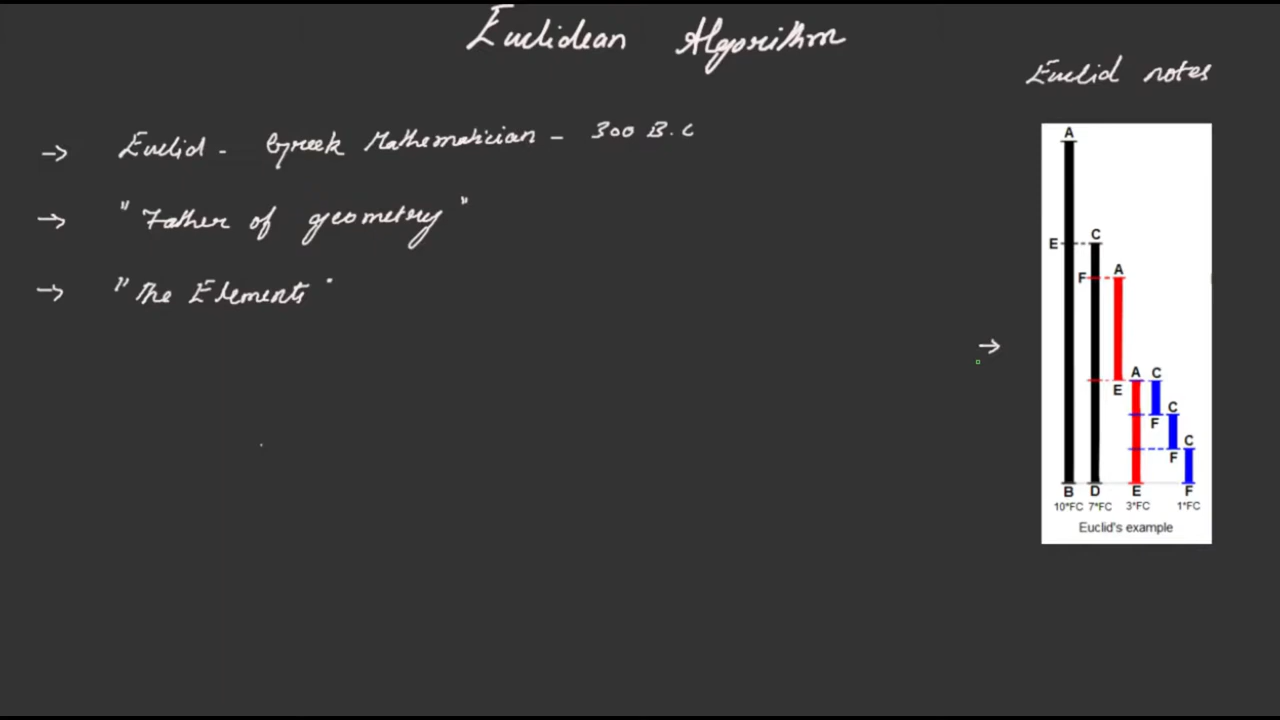 Euclidean Algorithm
Euclid notes
→ Euclid - Greek Mathematician - 300 B.C
→ "Father of geometry"
→ "The Elements"
→
A
E C
F A
E
A C
F
C
F
C
B D E F
10*FC 7*FC 3*FC 1*FC
Euclid's example